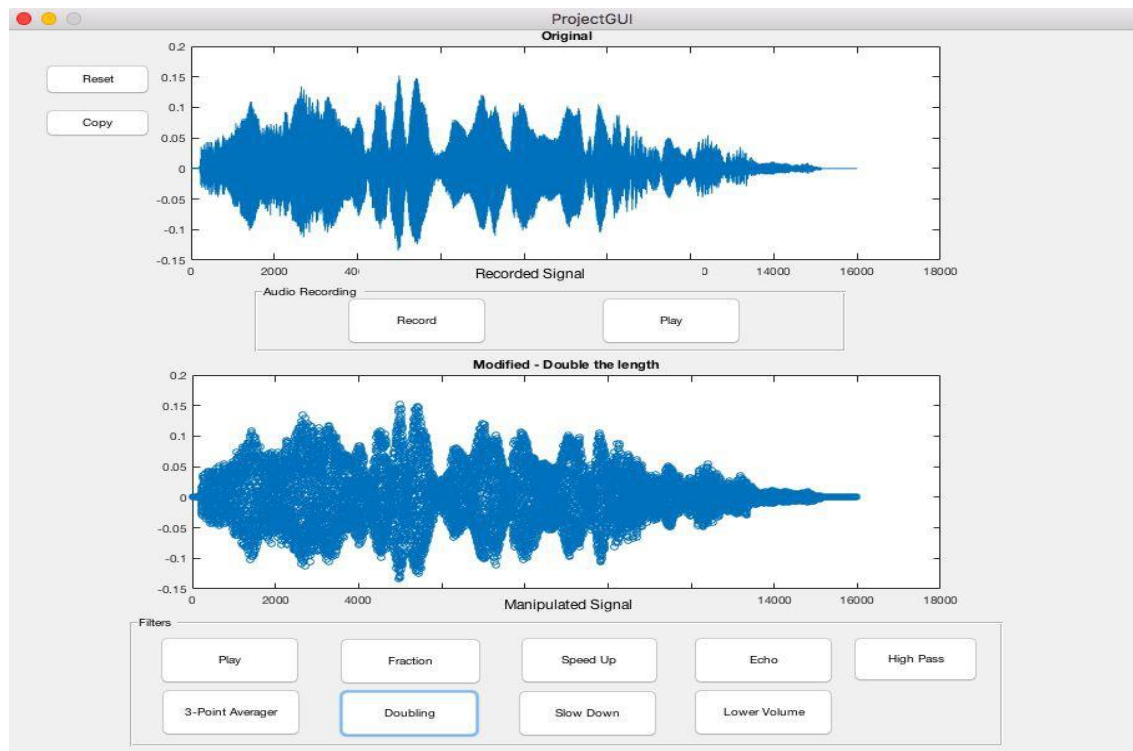 ProjectGUI
Original
Reset
Copy
0.2
0.15
0.1
0.05
0
-0.05
-0.1
-0.15
0 2000 40 Recorded Signal 0 14000 16000 18000
Audio Recording
Record Play
Modified - Double the length
0.2
0.15
0.1
0.05
0
-0.05
-0.1
-0.15
0 2000 4000 Manipulated Signal 14000 16000 18000
Filters
Play Fraction Speed Up Echo High Pass
3-Point Averager Doubling Slow Down Lower Volume